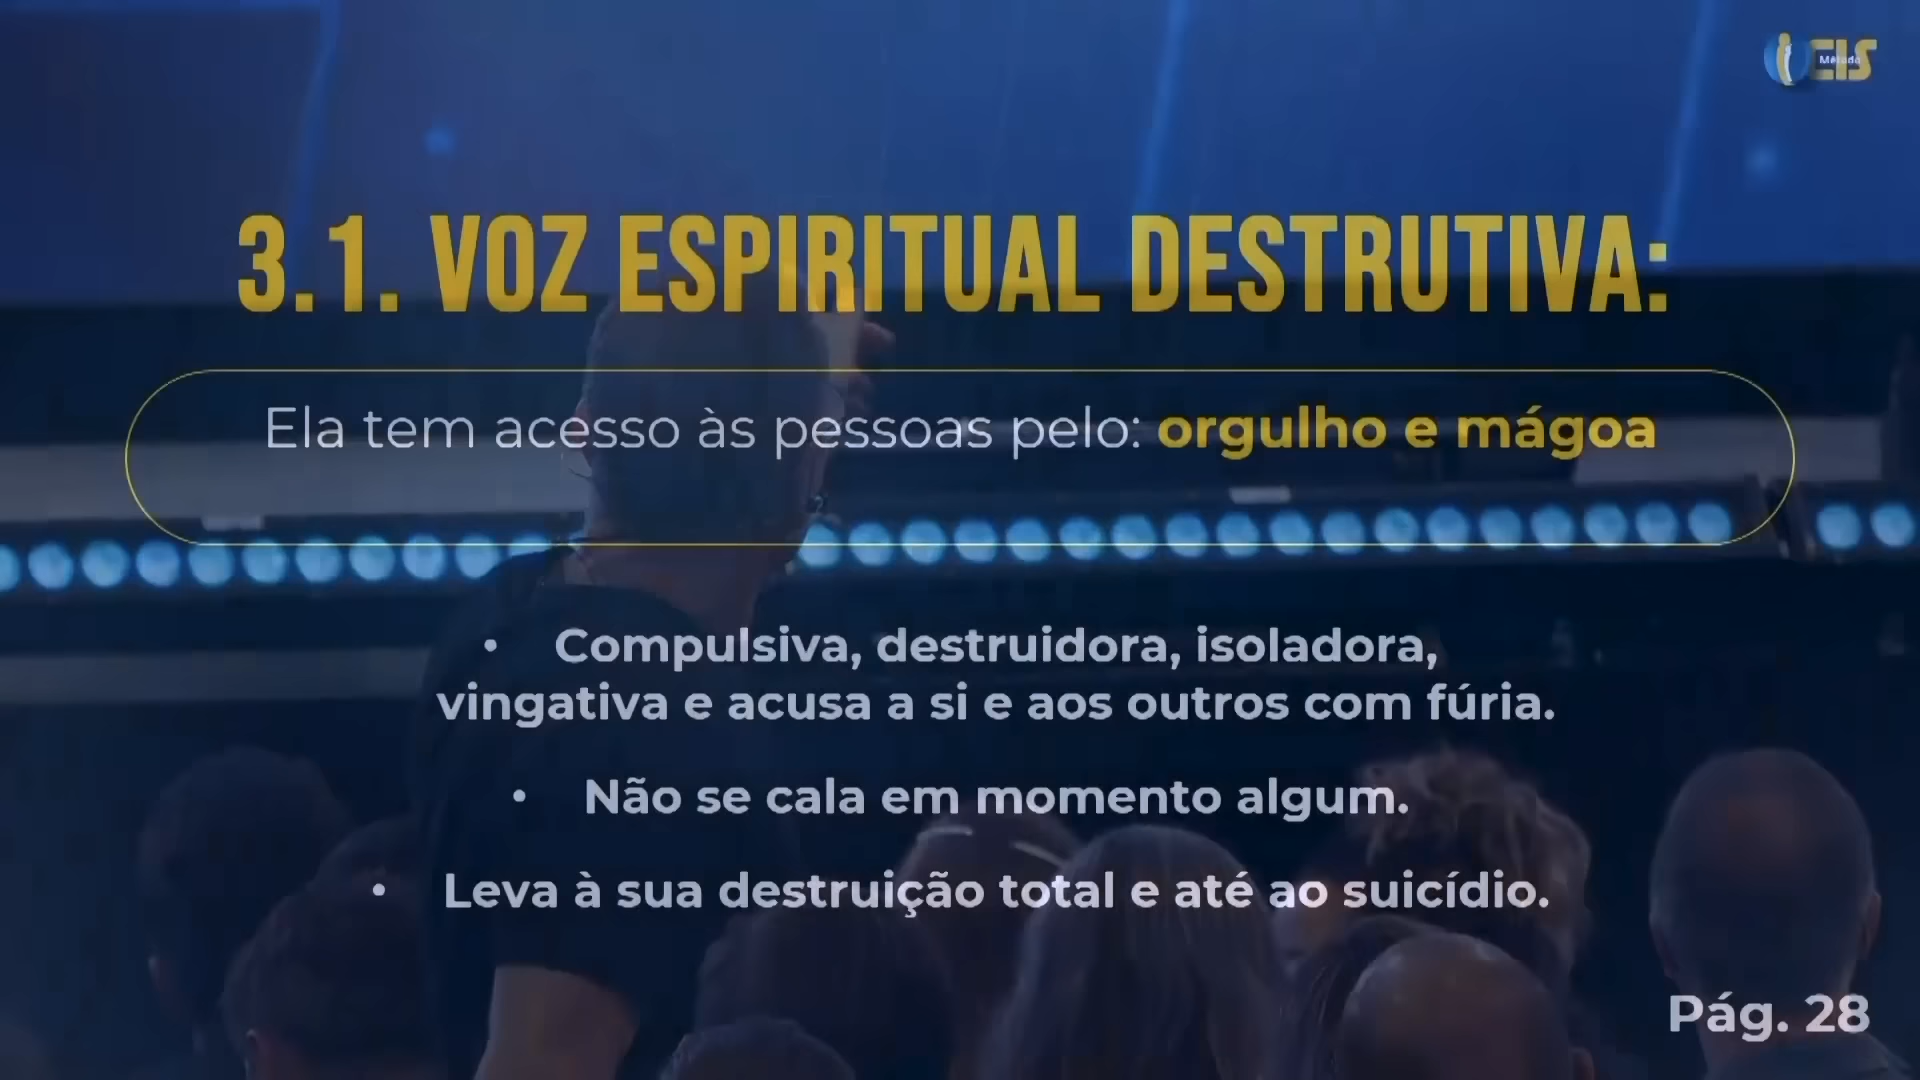 Método CIS
3.1. VOZ ESPIRITUAL DESTRUTIVA:
Ela tem acesso às pessoas pelo: orgulho e mágoa
• Compulsiva, destruidora, isoladora,
vingativa e acusa a si e aos outros com fúria.
• Não se cala em momento algum.
• Leva à sua destruição total e até ao suicídio.
Pág. 28